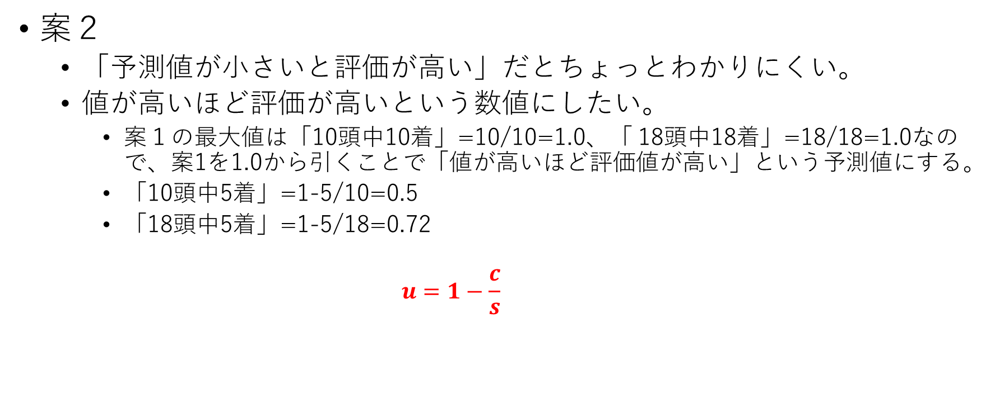 • 案２
• 「予測値が小さいと評価が高い」だとちょっとわかりにくい。
• 値が高いほど評価が高いという数値にしたい。
• 案１の最大値は「10頭中10着」=10/10=1.0、「18頭中18着」=18/18=1.0なの
で、案1を1.0から引くことで「値が高いほど評価値が高い」という予測値にする。
• 「10頭中5着」=1-5/10=0.5
• 「18頭中5着」=1-5/18=0.72
u = 1 − c/s